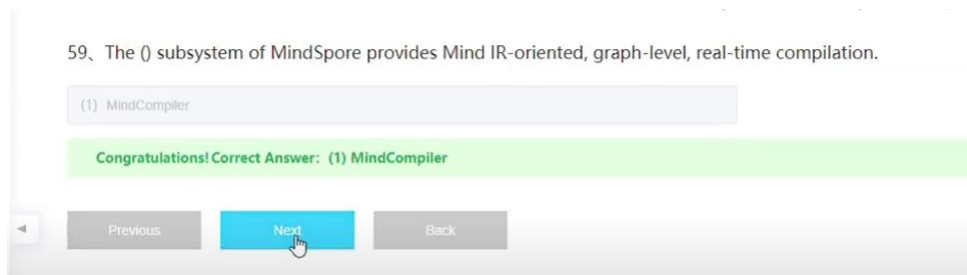 59、The () subsystem of MindSpore provides Mind IR-oriented, graph-level, real-time compilation.
(1) MindCompiler
Congratulations! Correct Answer: (1) MindCompiler
Previous Next Back